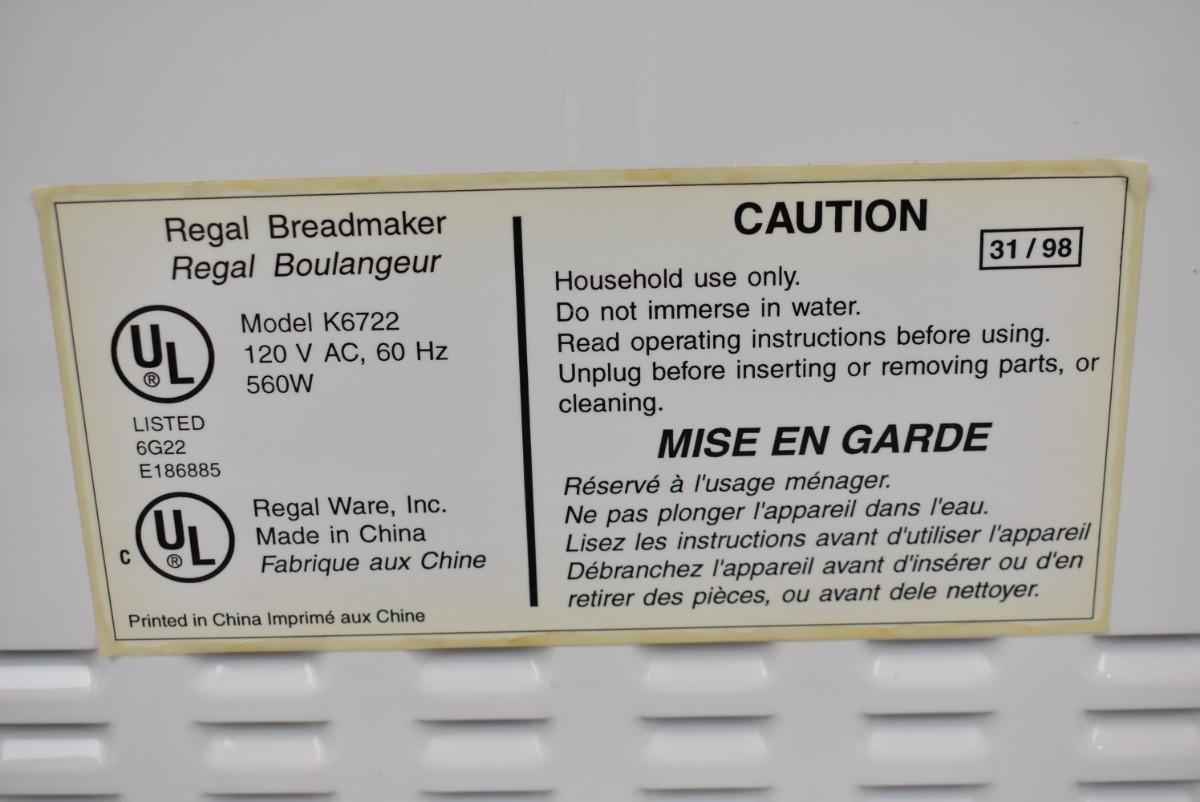 Regal Breadmaker
Regal Boulangeur
UL
®
Model K6722
120 V AC, 60 Hz
560W
LISTED
6G22
E186885
C
UL
®
Regal Ware, Inc.
Made in China
Fabrique aux Chine
Printed in China Imprimé aux Chine
CAUTION
31 / 98
Household use only.
Do not immerse in water.
Read operating instructions before using.
Unplug before inserting or removing parts, or
cleaning.
MISE EN GARDE
Réservé à l'usage ménager.
Ne pas plonger l'appareil dans l'eau.
Lisez les instructions avant d'utiliser l'appareil
Débranchez l'appareil avant d'insérer ou d'en
retirer des pièces, ou avant dele nettoyer.